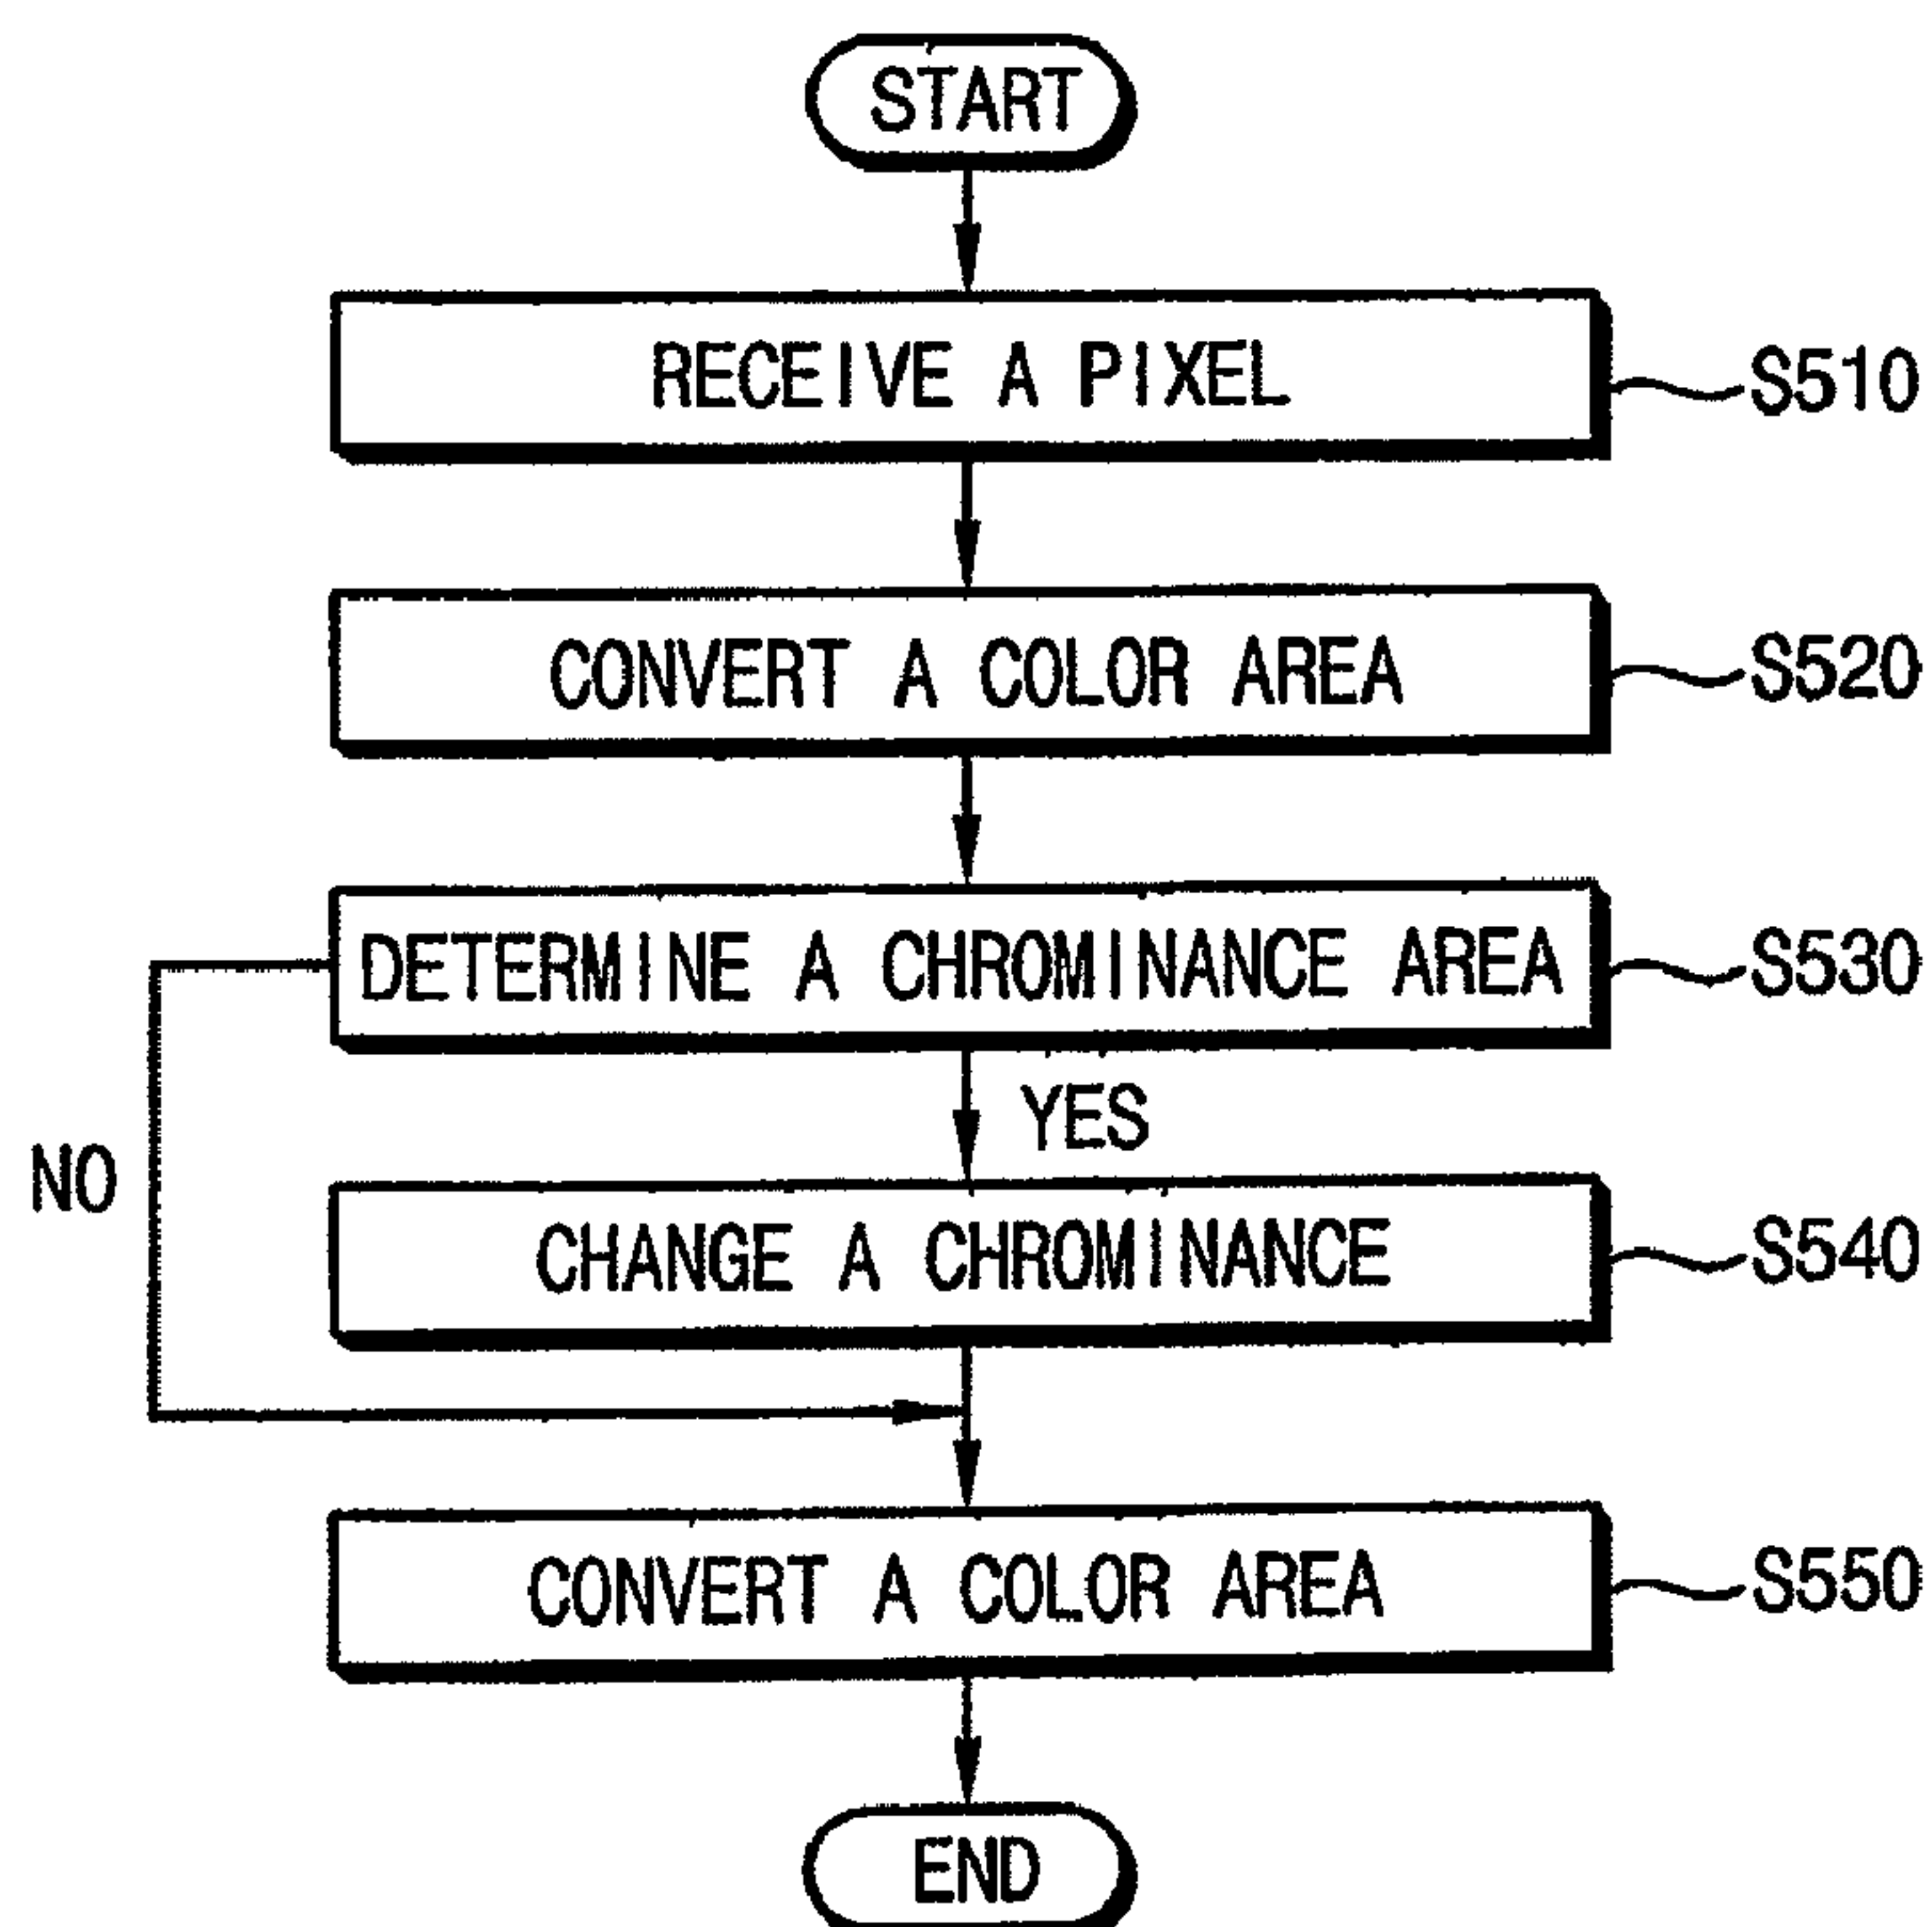 START
RECEIVE A PIXEL
S510
CONVERT A COLOR AREA
S520
DETERMINE A CHROMINANCE AREA
S530
YES
NO
CHANGE A CHROMINANCE
S540
CONVERT A COLOR AREA
S550
END